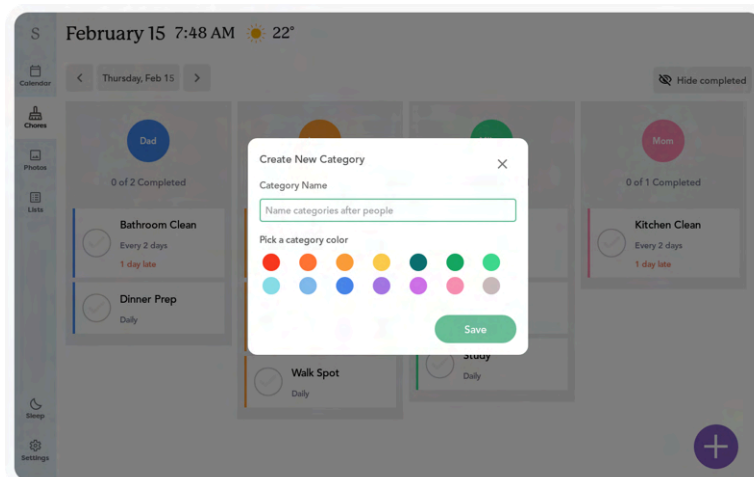 S
February 15 7:48 AM 22°
Calendar
Chores
Photos
Lists
Sleep
Settings
Thursday, Feb 15
Hide completed
Dad
0 of 2 Completed
Bathroom Clean
Every 2 days
1 day late
Dinner Prep
Daily
Walk Spot
Daily
Study
Daily
Mom
0 of 1 Completed
Kitchen Clean
Every 2 days
1 day late
Create New Category
Category Name
Name categories after people
Pick a category color
Save